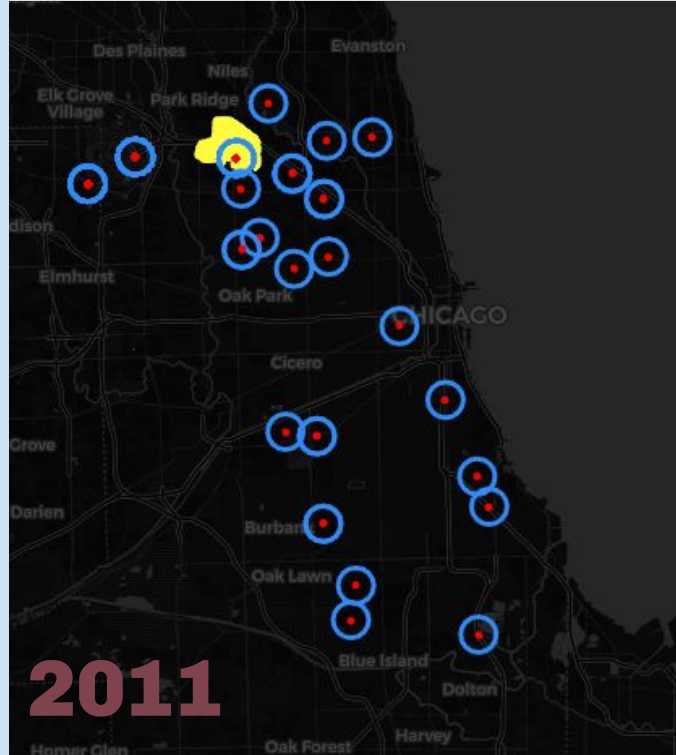 Evanston
Des Plaines
Niles
Elk Grove
Village
Park Ridge
dison
Elmhurst
Oak Park
CHICAGO
Cicero
Grove
Darien
Burbank
Oak Lawn
Blue Island
2011
Dolton
Harvey
Oak Forest
Homer Glen